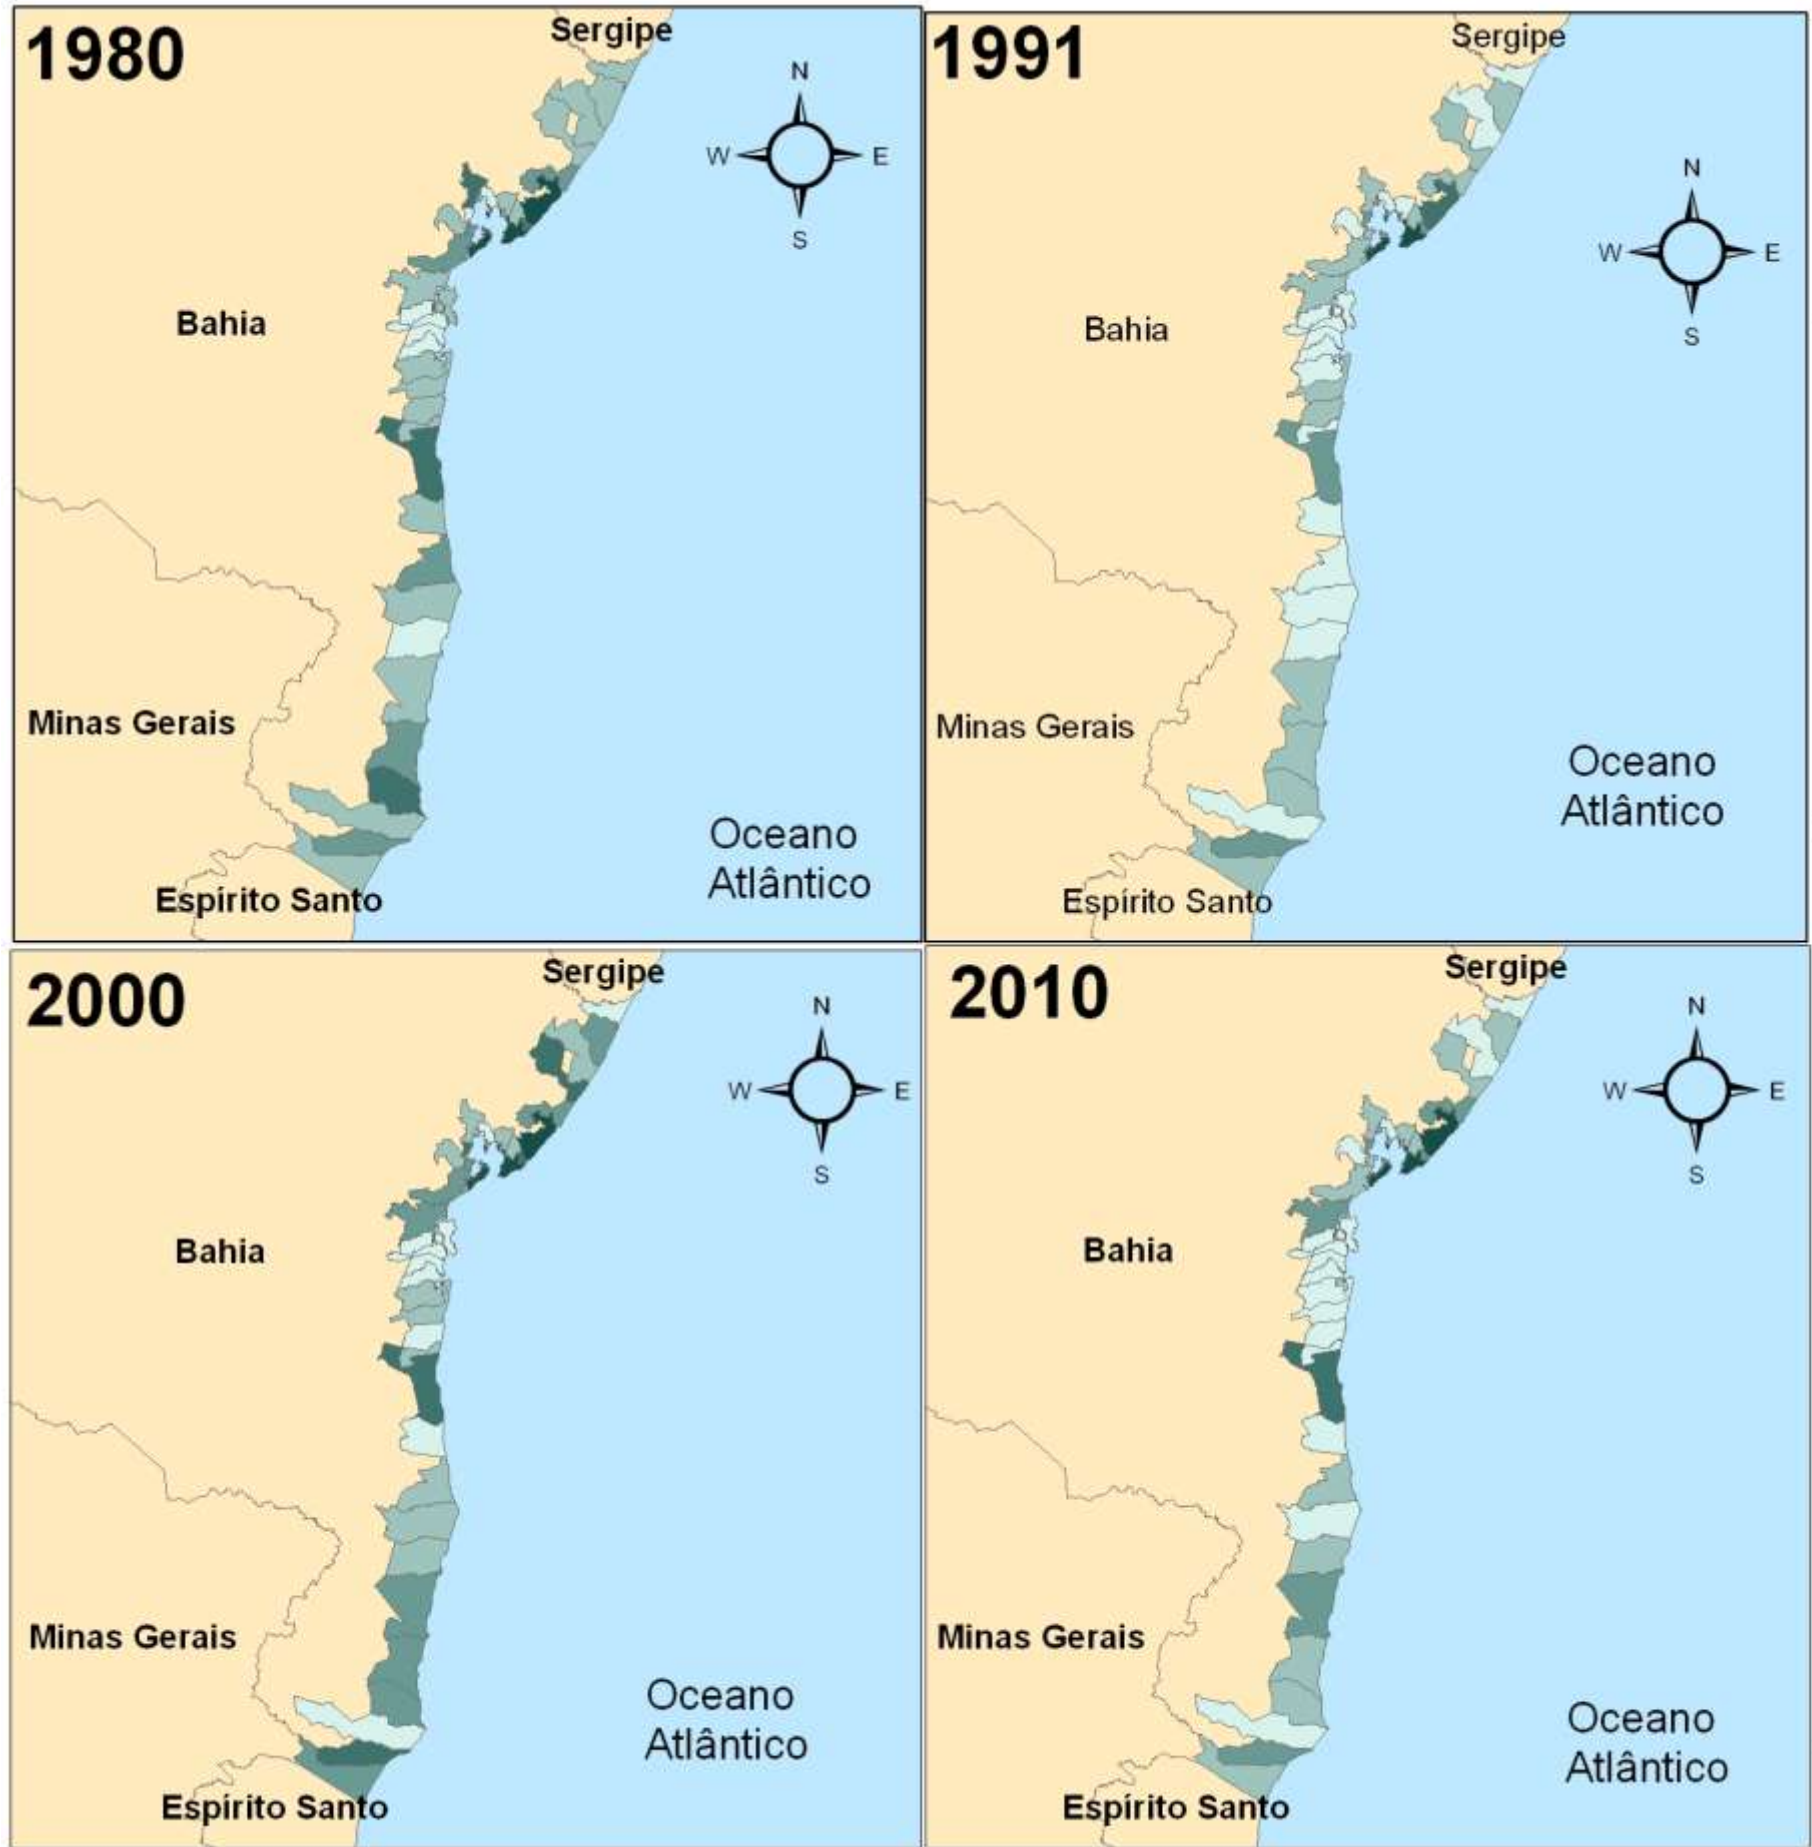 1980
Sergipe
N
W
E
S
Bahia
Minas Gerais
Oceano
Atlântico
Espírito Santo
1991
Sergipe
N
W
E
S
Bahia
Minas Gerais
Oceano
Atlântico
Espírito Santo
2000
Sergipe
N
W
E
S
Bahia
Minas Gerais
Oceano
Atlântico
Espírito Santo
2010
Sergipe
N
W
E
S
Bahia
Minas Gerais
Oceano
Atlântico
Espírito Santo